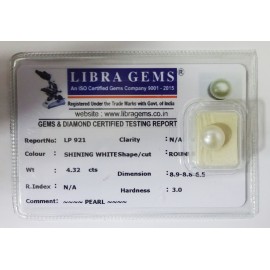 LIBRA GEMS
An ISO Certified Gems Company 9001 - 2015
Registered Under the Trade Marks with Govt. of India
website : www.libragems.co.in
GEMS & DIAMOND CERTIFIED TESTING REPORT
ReportNo: LP 921 Clarity : N/A
Colour : SHINING WHITE Shape/cut :
Wt : 4.32 cts Dimension : 8.9-8.6-6.5
R.Index : N/A Hardness : 3.0
Comment : ~~~~ PEARL ~~~~